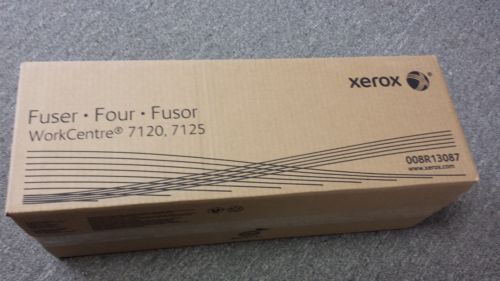 xerox
Fuser • Four • Fusor
WorkCentre® 7120, 7125
008R13087
www.xerox.com